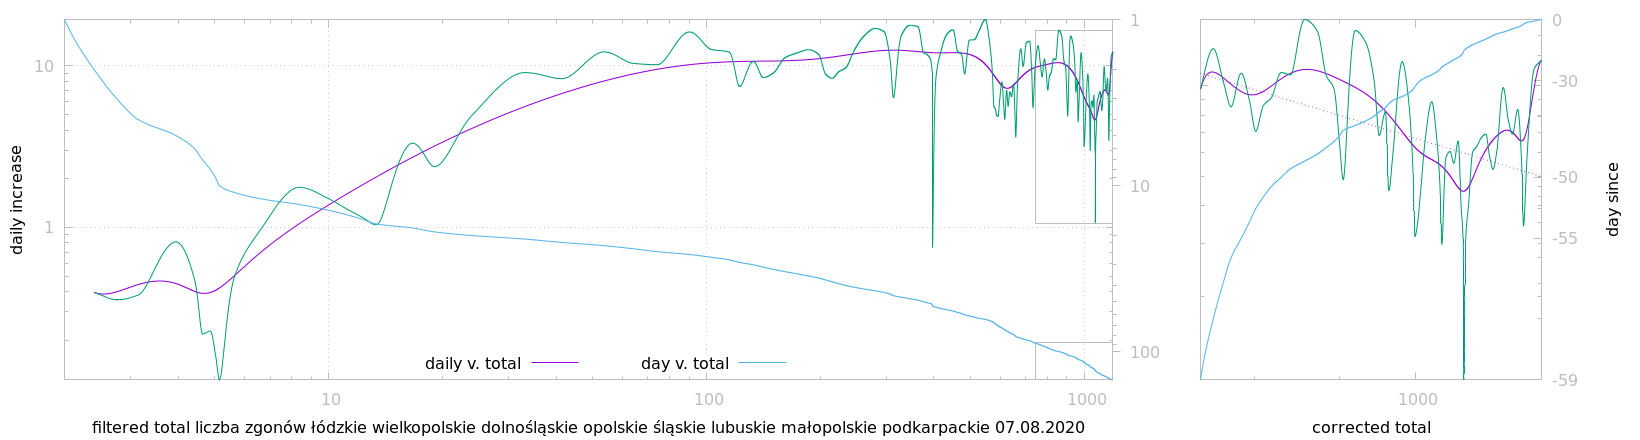 daily increase
10
1
daily v. total
day v. total
1
10
100
10
100
1000
filtered total liczba zgonów łódzkie wielkopolskie dolnośląskie opolskie śląskie lubuskie małopolskie podkarpackie 07.08.2020
0
-30
-50
-55
-59
day since
1000
corrected total